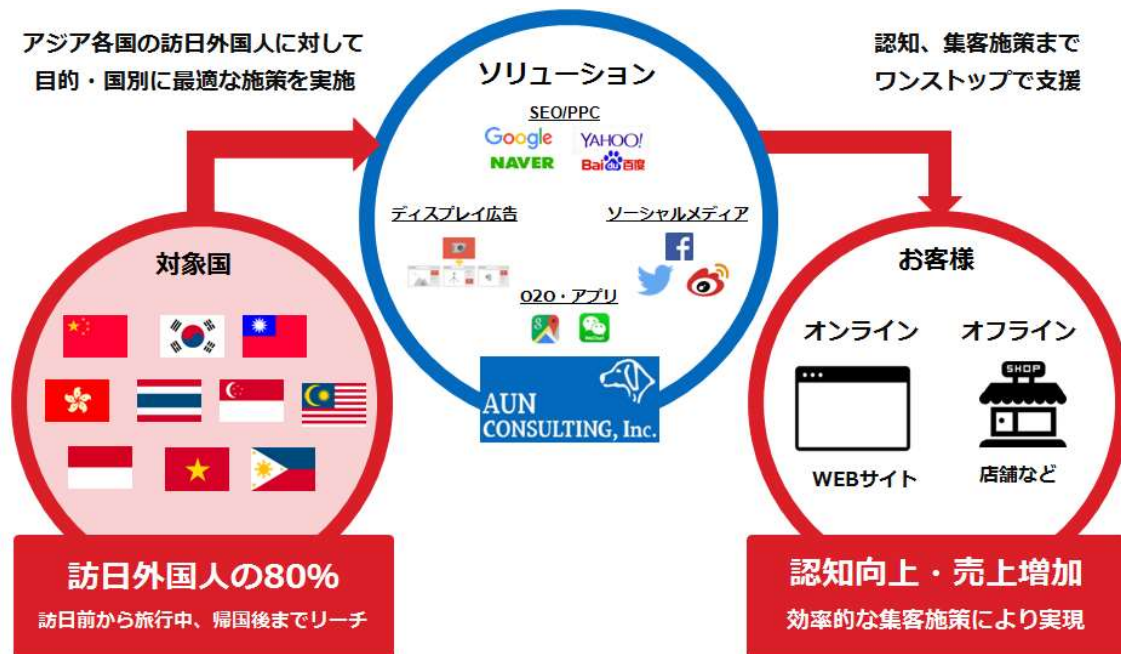 アジア各国の訪日外国人に対して
目的・国別に最適な施策を実施
ソリューション
SEO/PPC
Google
YAHOO!
NAVER
Bai du 百度
ディスプレイ広告
ソーシャルメディア
O2O・アプリ
AUN
CONSULTING, Inc.
認知、集客施策まで
ワンストップで支援
対象国
訪日外国人の80%
訪日前から旅行中、帰国後までリーチ
お客様
オンライン
オフライン
SHOP
WEBサイト
店舗など
認知向上・売上増加
効率的な集客施策により実現